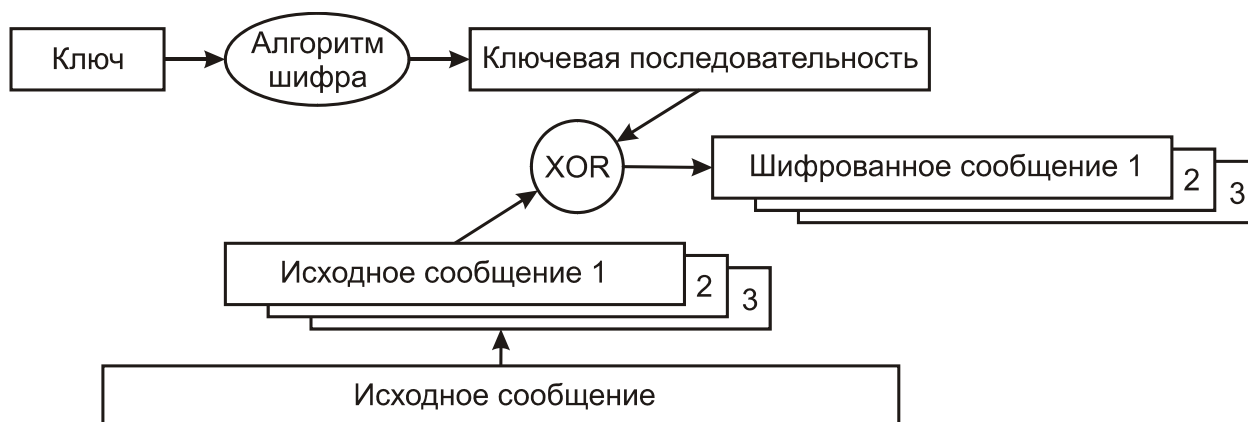 Ключ
Алгоритм
шифра
Ключевая последовательность
XOR
Шифрованное сообщение 1
2
3
Исходное сообщение 1
2
3
Исходное сообщение